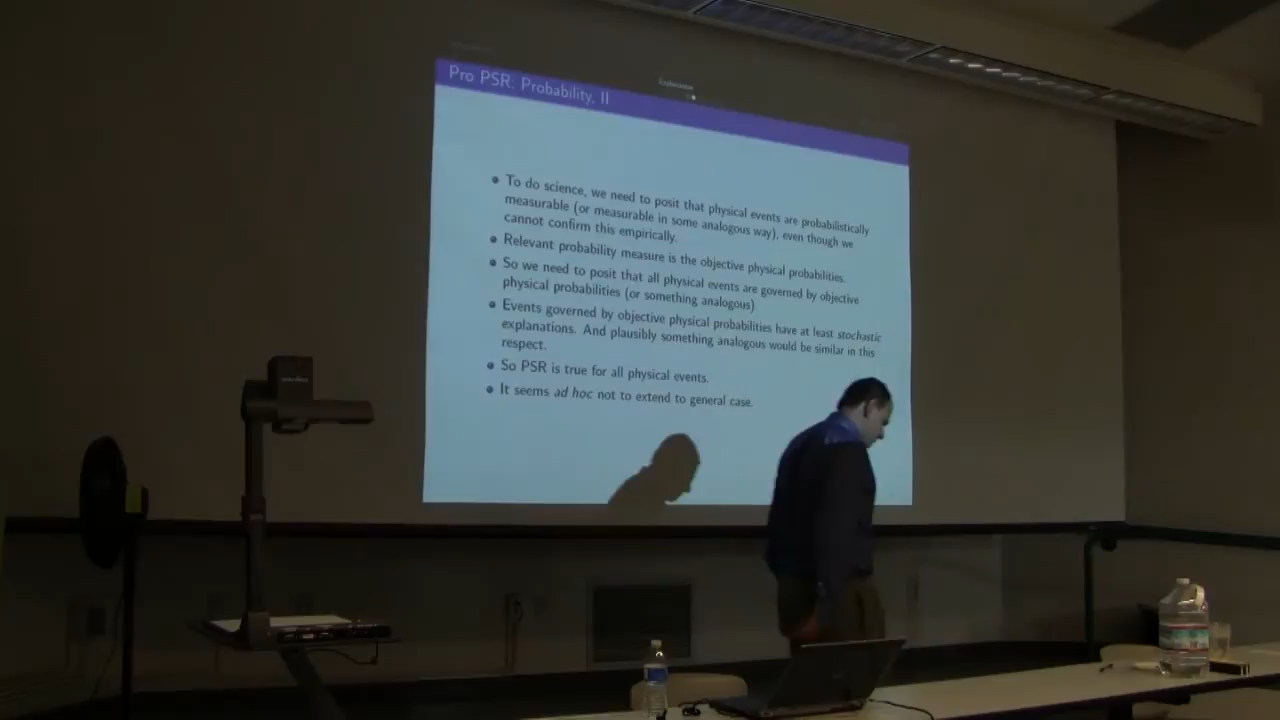 Explanation
Pro PSR: Probability, II
To do science, we need to posit that physical events are probabilistically
measurable (or measurable in some analogous way), even though we
cannot confirm this empirically.
Relevant probability measure is the objective physical probabilities.
So we need to posit that all physical events are governed by objective
physical probabilities (or something analogous).
Events governed by objective physical probabilities have at least stochastic
explanations. And plausibly something analogous would be similar in this
respect.
So PSR is true for all physical events.
It seems ad hoc not to extend to general case.